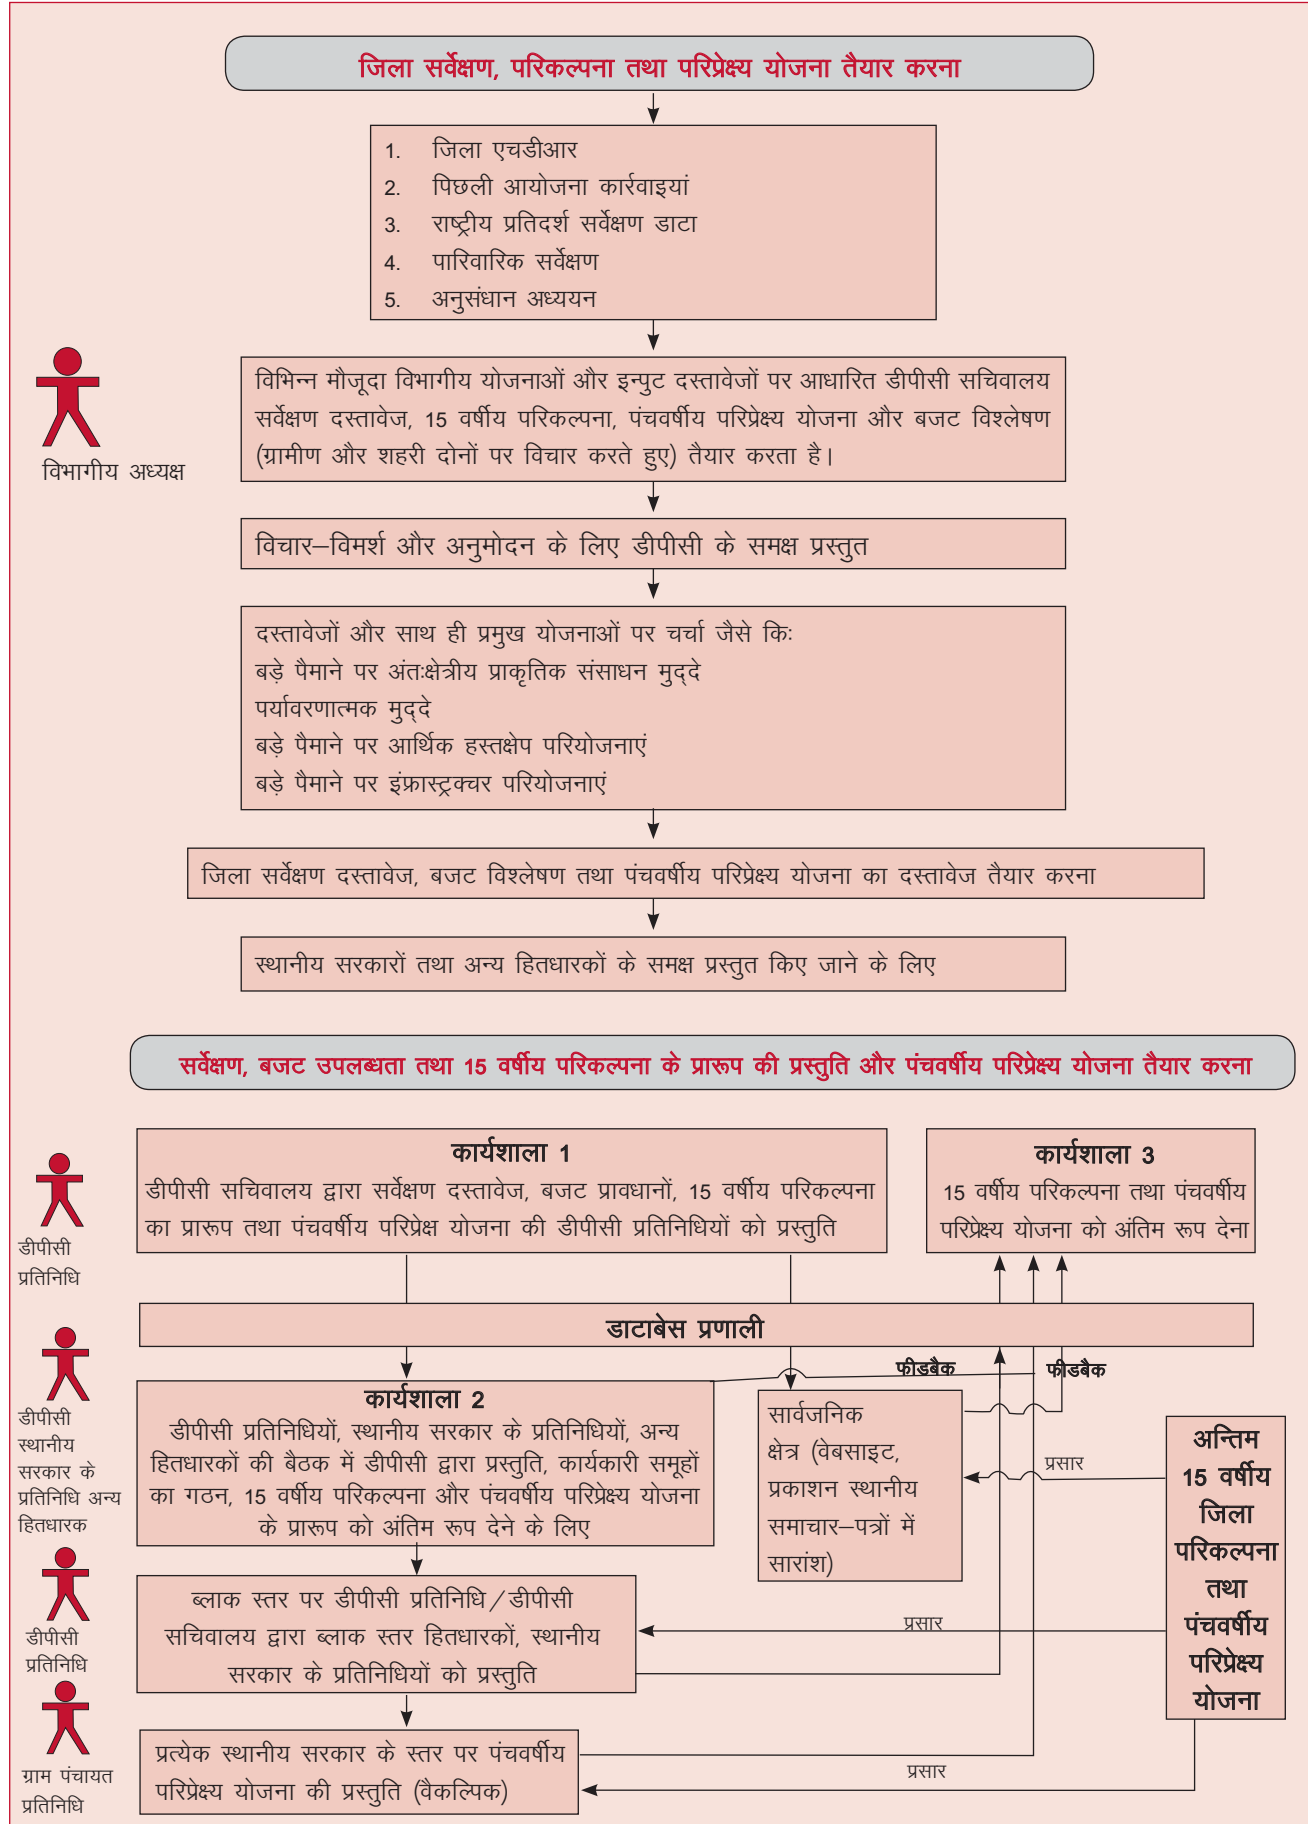 जिला सर्वेक्षण, परिकल्पना तथा परिप्रेक्ष्य योजना तैयार करना
1. जिला एचडीआर
2. पिछली आयोजना कार्रवाइयां
3. राष्ट्रीय प्रतिदर्श सर्वेक्षण डाटा
4. पारिवारिक सर्वेक्षण
5. अनुसंधान अध्ययन
विभागीय अध्यक्ष
विभिन्न मौजूदा विभागीय योजनाओं और इन्पुट दस्तावेजों पर आधारित डीपीसी सचिवालय
सर्वेक्षण दस्तावेज, 15 वर्षीय परिकल्पना, पंचवर्षीय परिप्रेक्ष्य योजना और बजट विश्लेषण
(ग्रामीण और शहरी दोनों पर विचार करते हुए) तैयार करता है।
विचार–विमर्श और अनुमोदन के लिए डीपीसी के समक्ष प्रस्तुत
दस्तावेजों और साथ ही प्रमुख योजनाओं पर चर्चा जैसे किः
बड़े पैमाने पर अंतःक्षेत्रीय प्राकृतिक संसाधन मुद्‌दे
पर्यावरणात्मक मुद्‌दे
बड़े पैमाने पर आर्थिक हस्तक्षेप परियोजनाएं
बड़े पैमाने पर इंफ्रास्ट्रक्चर परियोजनाएं
जिला सर्वेक्षण दस्तावेज, बजट विश्लेषण तथा पंचवर्षीय परिप्रेक्ष्य योजना का दस्तावेज तैयार करना
स्थानीय सरकारों तथा अन्य हितधारकों के समक्ष प्रस्तुत किए जाने के लिए
सर्वेक्षण, बजट उपलब्धता तथा 15 वर्षीय परिकल्पना के प्रारूप की प्रस्तुति और पंचवर्षीय परिप्रेक्ष्य योजना तैयार करना
डीपीसी
प्रतिनिधि
कार्यशाला 1
डीपीसी सचिवालय द्वारा सर्वेक्षण दस्तावेज, बजट प्रावधानों, 15 वर्षीय परिकल्पना
का प्रारूप तथा पंचवर्षीय परिप्रेक्ष योजना की डीपीसी प्रतिनिधियों को प्रस्तुति
कार्यशाला 3
15 वर्षीय परिकल्पना तथा पंचवर्षीय
परिप्रेक्ष्य योजना को अंतिम रूप देना
डाटाबेस प्रणाली
फीडबैक
फीडबैक
डीपीसी
स्थानीय
सरकार के
प्रतिनिधि अन्य
हितधारक
कार्यशाला 2
डीपीसी प्रतिनिधियों, स्थानीय सरकार के प्रतिनिधियों, अन्य
हितधारकों की बैठक में डीपीसी द्वारा प्रस्तुति, कार्यकारी समूहों
का गठन, 15 वर्षीय परिकल्पना और पंचवर्षीय परिप्रेक्ष्य योजना
के प्रारूप को अंतिम रूप देने के लिए
सार्वजनिक
क्षेत्र (वेबसाइट,
प्रकाशन स्थानीय
समाचार–पत्रों में
सारांश)
प्रसार
अन्तिम
15 वर्षीय
जिला
परिकल्पना
तथा
पंचवर्षीय
परिप्रेक्ष्य
योजना
डीपीसी
प्रतिनिधि
ब्लाक स्तर पर डीपीसी प्रतिनिधि/डीपीसी
सचिवालय द्वारा ब्लाक स्तर हितधारकों, स्थानीय
सरकार के प्रतिनिधियों को प्रस्तुति
प्रसार
ग्राम पंचायत
प्रतिनिधि
प्रत्येक स्थानीय सरकार के स्तर पर पंचवर्षीय
परिप्रेक्ष्य योजना की प्रस्तुति (वैकल्पिक)
प्रसार